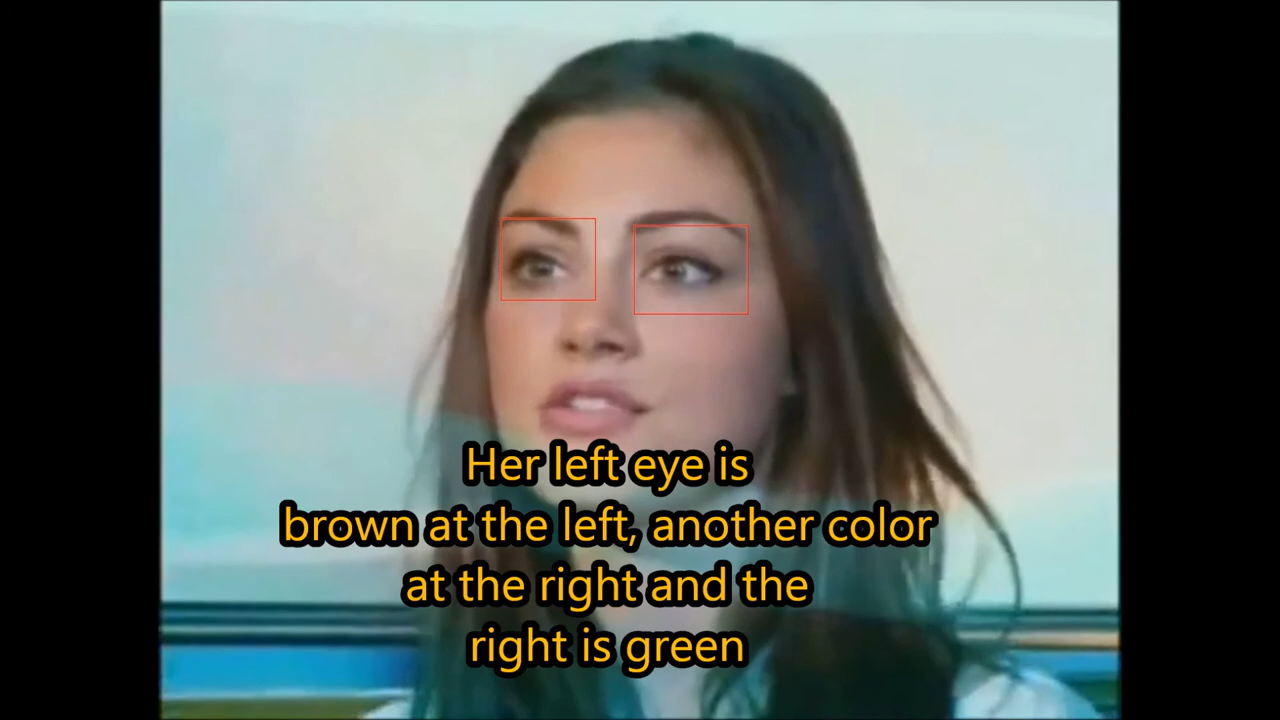 Her left eye is
brown at the left, another color
at the right and the
right is green